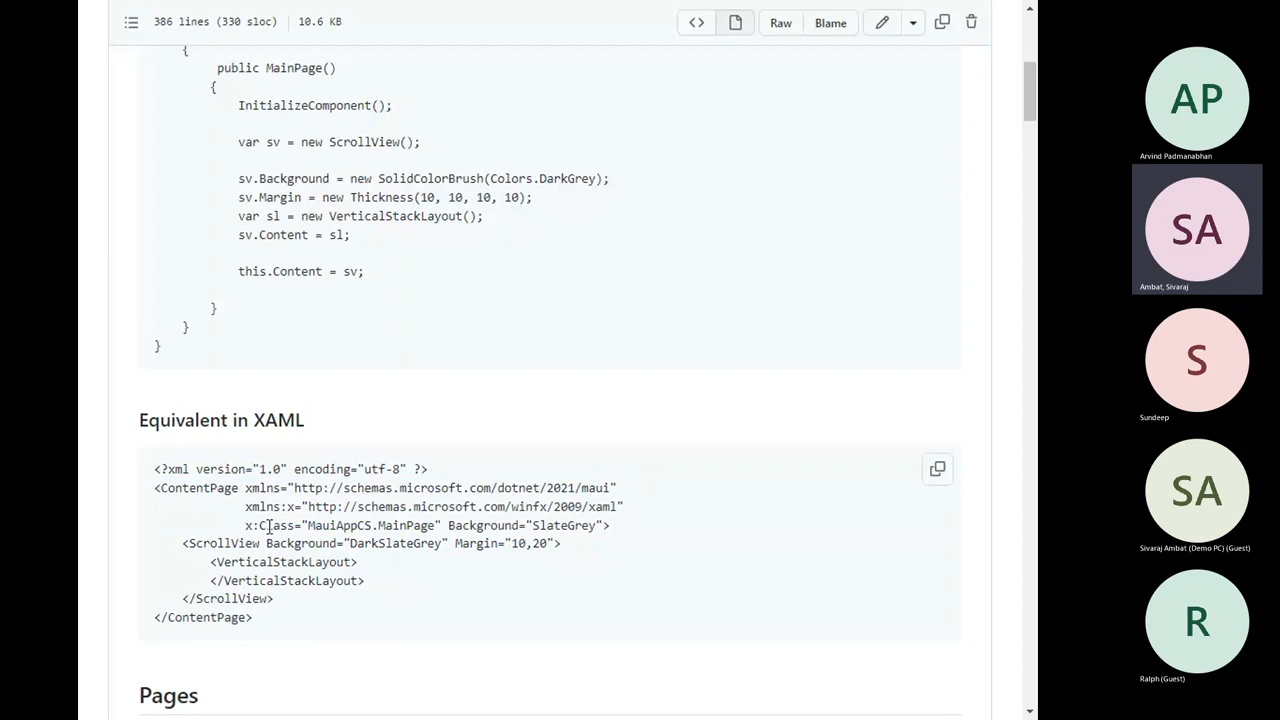 386 lines (330 sloc) | 10.6 KB
Raw
Blame
{
public MainPage()
{
InitializeComponent();
var sv = new ScrollView();
sv.Background = new SolidColorBrush(Colors.DarkGrey);
sv.Margin = new Thickness(10, 10, 10, 10);
var sl = new VerticalStackLayout();
sv.Content = sl;
this.Content = sv;
}
}
}
Equivalent in XAML
<?xml version="1.0" encoding="utf-8" ?>
<ContentPage xmlns="http://schemas.microsoft.com/dotnet/2021/maui"
xmlns:x="http://schemas.microsoft.com/winfx/2009/xaml"
x:Class="MauiAppCS.MainPage" Background="SlateGrey">
<ScrollView Background="DarkSlateGrey" Margin="10,20">
<VerticalStackLayout>
</VerticalStackLayout>
</ScrollView>
</ContentPage>
Pages
AP
Arvind Padmanabhan
SA
Ambat, Sivaraj
S
Sundeep
SA
Sivaraj Ambat (Demo PC) (Guest)
R
Ralph (Guest)